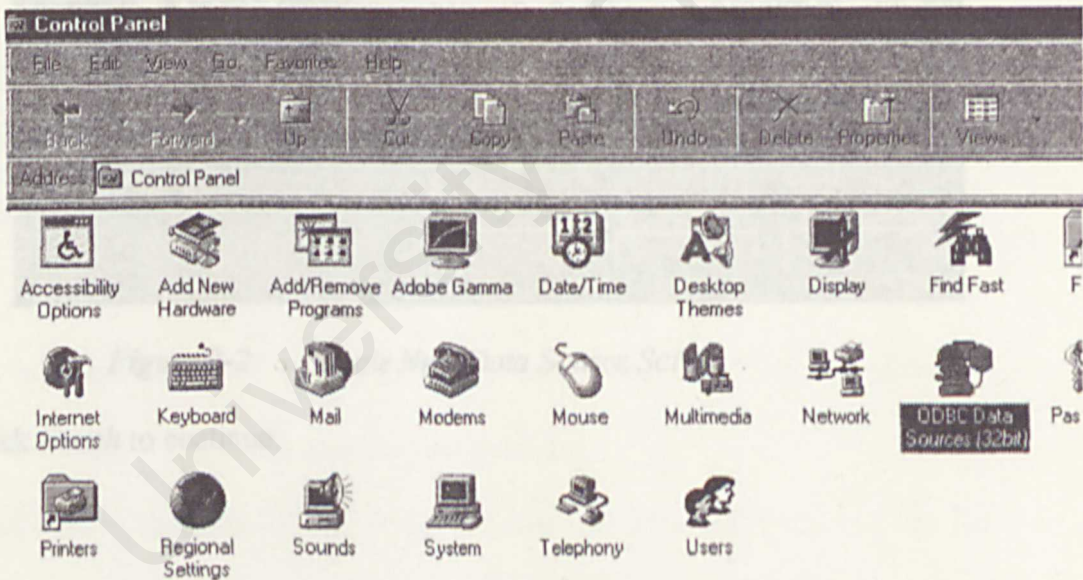 Control Panel
File Edit View Go Favorites Help
Back Forward Up Cut Copy Paste Undo Delete Properties Views
Address Control Panel
Accessibility Options
Add New Hardware
Add/Remove Programs
Adobe Gamma
Date/Time
Desktop Themes
Display
Find Fast
F
Internet Options
Keyboard
Mail
Modems
Mouse
Multimedia
Network
ODBC Data Sources (32bit)
Pas
Printers
Regional Settings
Sounds
System
Telephony
Users
University